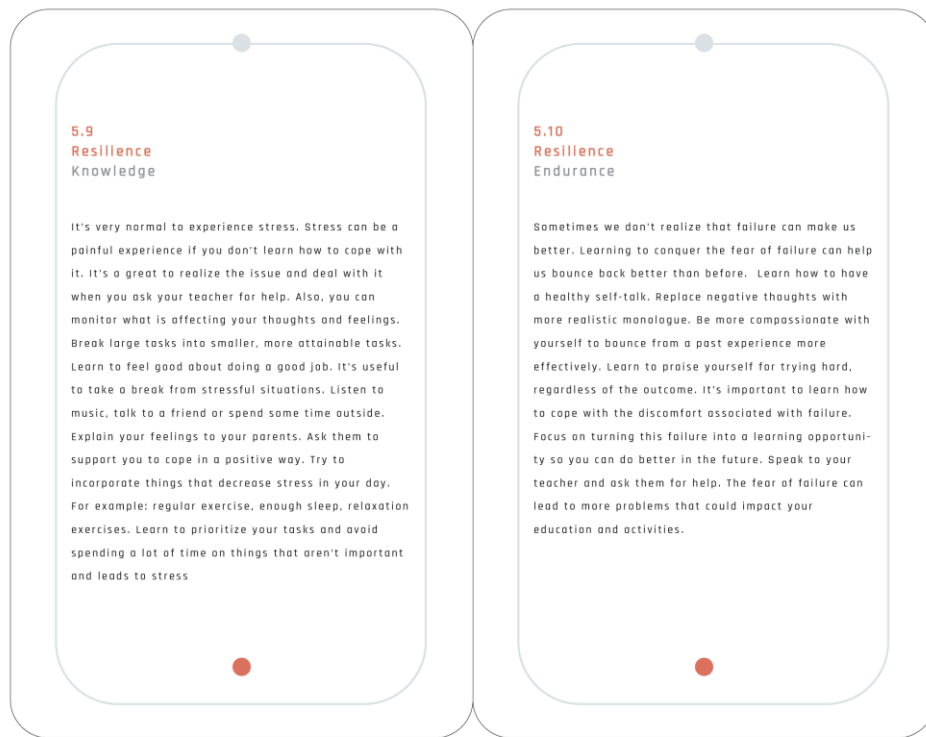 5.9
Resilience
Knowledge
It's very normal to experience stress. Stress can be a
painful experience if you don't learn how to cope with
it. It's a great to realize the issue and deal with it
when you ask your teacher for help. Also, you can
monitor what is affecting your thoughts and feelings.
Break large tasks into smaller, more attainable tasks.
Learn to feel good about doing a good job. It's useful
to take a break from stressful situations. Listen to
music, talk to a friend or spend some time outside.
Explain your feelings to your parents. Ask them to
support you to cope in a positive way. Try to
incorporate things that decrease stress in your day.
For example: regular exercise, enough sleep, relaxation
exercises. Learn to prioritize your tasks and avoid
spending a lot of time on things that aren't important
and leads to stress
5.10
Resilience
Endurance
Sometimes we don't realize that failure can make us
better. Learning to conquer the fear of failure can help
us bounce back better than before.  Learn how to have
a healthy self-talk. Replace negative thoughts with
more realistic monologue. Be more compassionate with
yourself to bounce from a past experience more
effectively. Learn to praise yourself for trying hard,
regardless of the outcome. It's important to learn how
to cope with the discomfort associated with failure.
Focus on turning this failure into a learning opportuni-
ty so you can do better in the future. Speak to your
teacher and ask them for help. The fear of failure can
lead to more problems that could impact your
education and activities.